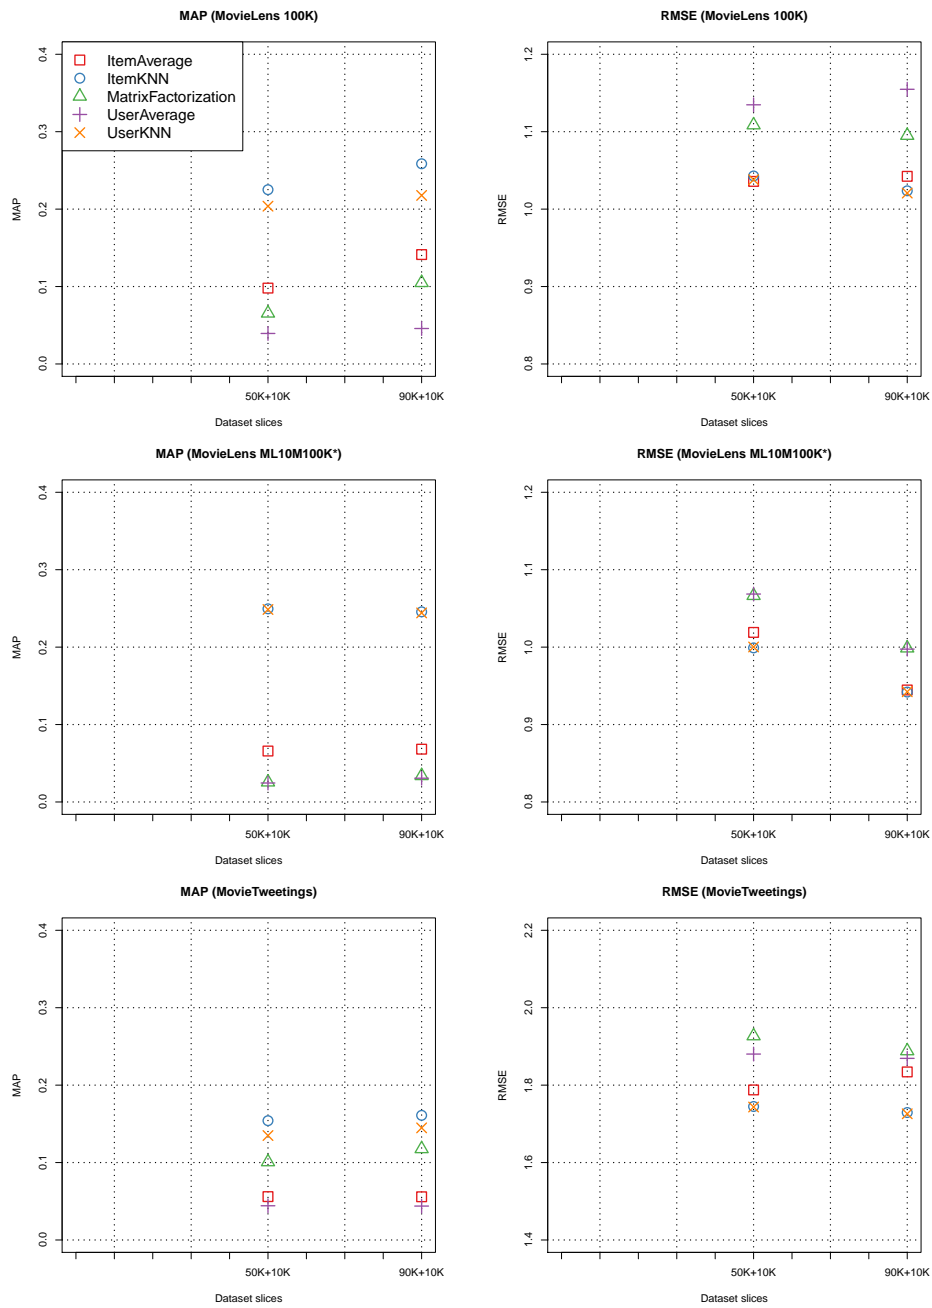 MAP (MovieLens 100K)
0.4
0.3
0.2
0.1
0.0
MAP
ItemAverage
ItemKNN
MatrixFactorization
UserAverage
UserKNN
50K+10K
90K+10K
Dataset slices
RMSE (MovieLens 100K)
1.2
1.1
1.0
0.9
0.8
RMSE
50K+10K
90K+10K
Dataset slices
MAP (MovieLens ML10M100K*)
0.4
0.3
0.2
0.1
0.0
MAP
50K+10K
90K+10K
Dataset slices
RMSE (MovieLens ML10M100K*)
1.2
1.1
1.0
0.9
0.8
RMSE
50K+10K
90K+10K
Dataset slices
MAP (MovieTweetings)
0.4
0.3
0.2
0.1
0.0
MAP
50K+10K
90K+10K
Dataset slices
RMSE (MovieTweetings)
2.2
2.0
1.8
1.6
1.4
RMSE
50K+10K
90K+10K
Dataset slices